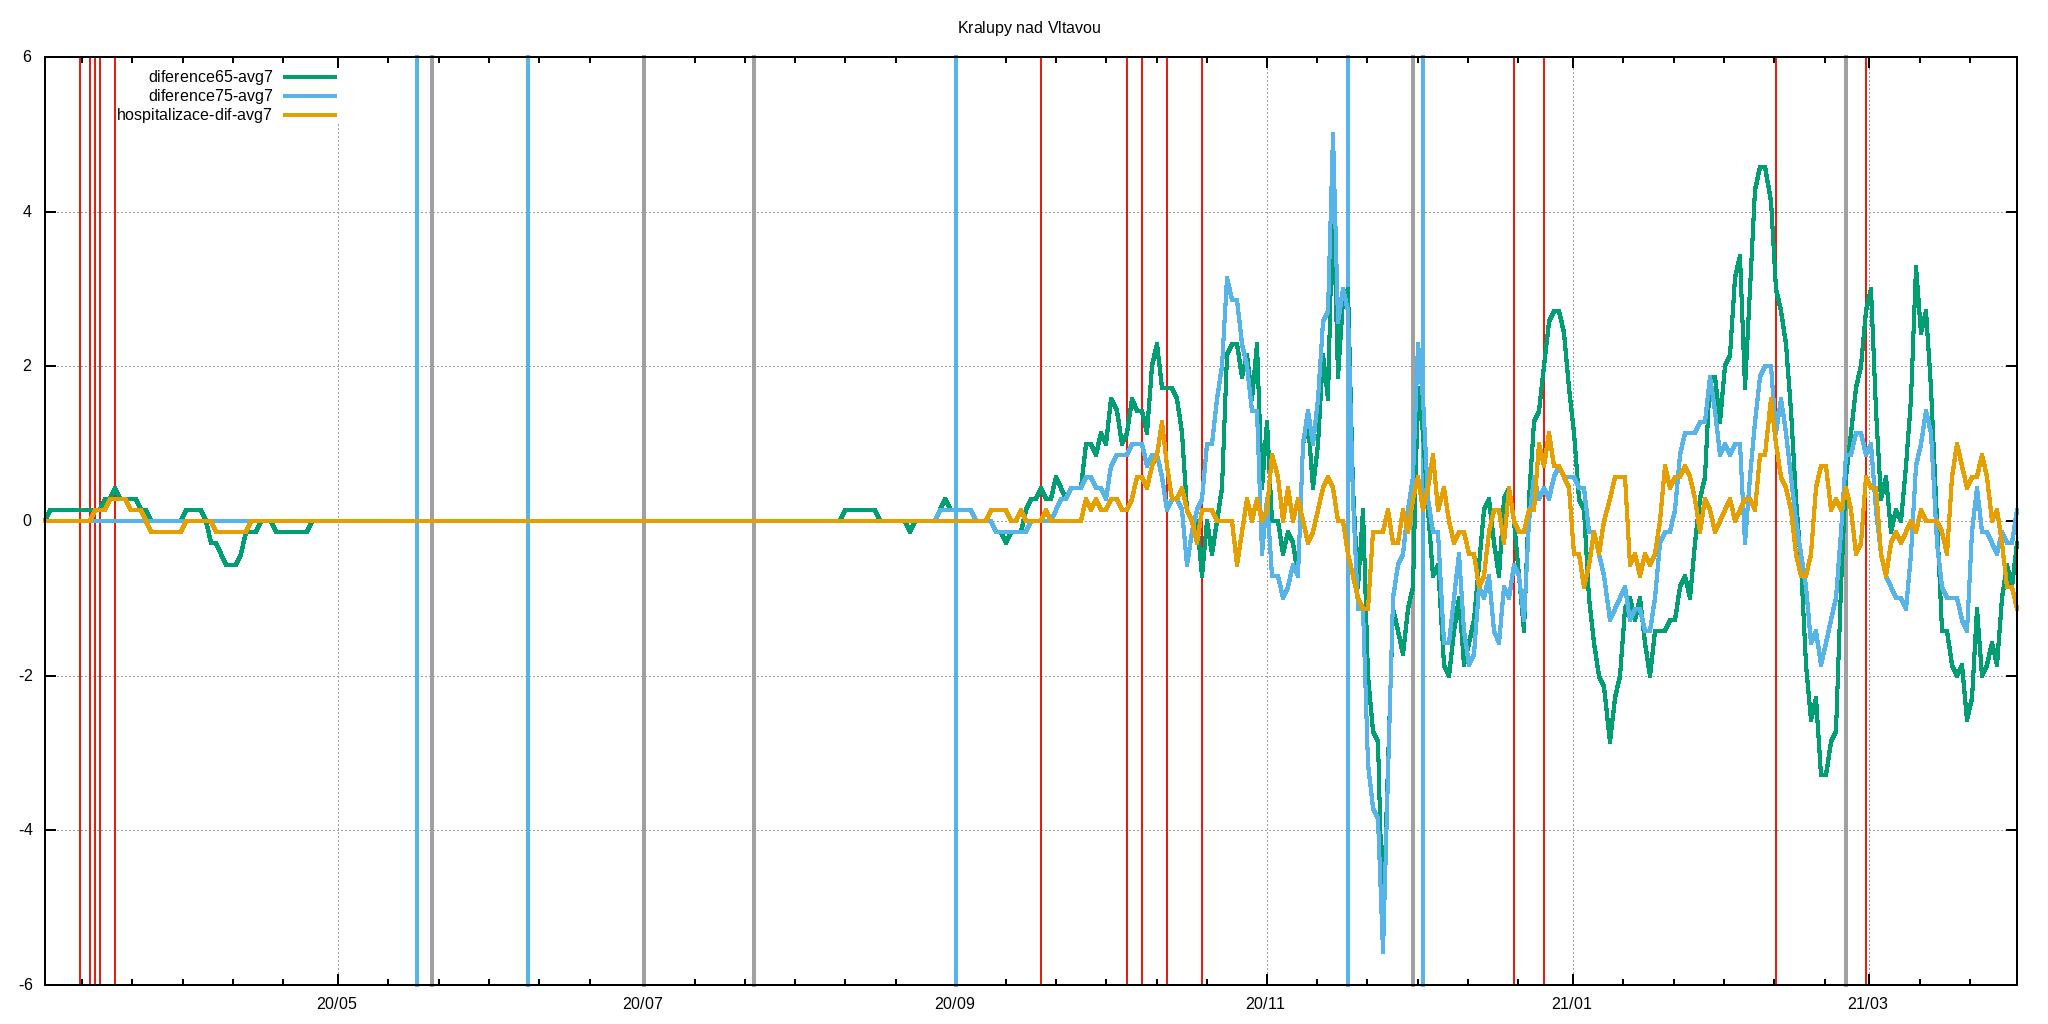 Kralupy nad Vltavou
6
diference65-avg7
diference75-avg7
hospitalizace-dif-avg7
4
2
0
-2
-4
-6
20/05 20/07 20/09 20/11 21/01 21/03